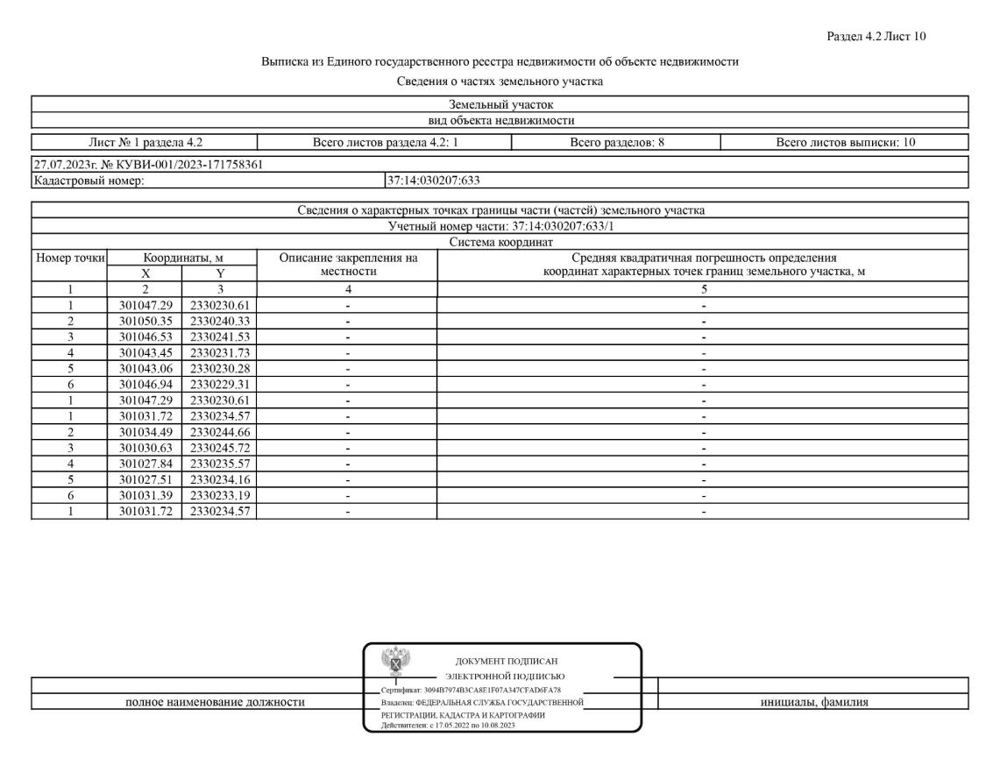 Раздел 4.2 Лист 10
Выписка из Единого государственного реестра недвижимости об объекте недвижимости
Сведения о частях земельного участка
Земельный участок
вид объекта недвижимости
Лист № 1 раздела 4.2 Всего листов раздела 4.2: 1 Всего разделов: 8 Всего листов выписки: 10
27.07.2023г. № КУВИ-001/2023-171758361
Кадастровый номер: 37:14:030207:633
Сведения о характерных точках границы части (частей) земельного участка
Учетный номер части: 37:14:030207:633/1
Система координат
Номер точки Координаты, м Описание закрепления на местности Средняя квадратичная погрешность определения координат характерных точек границ земельного участка, м
X Y
1 2 3 4 5
1 301047.29 2330230.61 - -
2 301050.35 2330240.33 - -
3 301046.53 2330241.53 - -
4 301043.45 2330231.73 - -
5 301043.06 2330230.28 - -
6 301046.94 2330229.31 - -
1 301047.29 2330230.61 - -
1 301031.72 2330234.57 - -
2 301034.49 2330244.66 - -
3 301030.63 2330245.72 - -
4 301027.84 2330235.57 - -
5 301027.51 2330234.16 - -
6 301031.39 2330233.19 - -
1 301031.72 2330234.57 - -
ДОКУМЕНТ ПОДПИСАН
ЭЛЕКТРОННОЙ ПОДПИСЬЮ
Сертификат: 3094B7974B3CA8E1F07A347CFAD6FA78
Владелец: ФЕДЕРАЛЬНАЯ СЛУЖБА ГОСУДАРСТВЕННОЙ
РЕГИСТРАЦИИ, КАДАСТРА И КАРТОГРАФИИ
Действителен: с 17.05.2022 по 10.08.2023
полное наименование должности
инициалы, фамилия